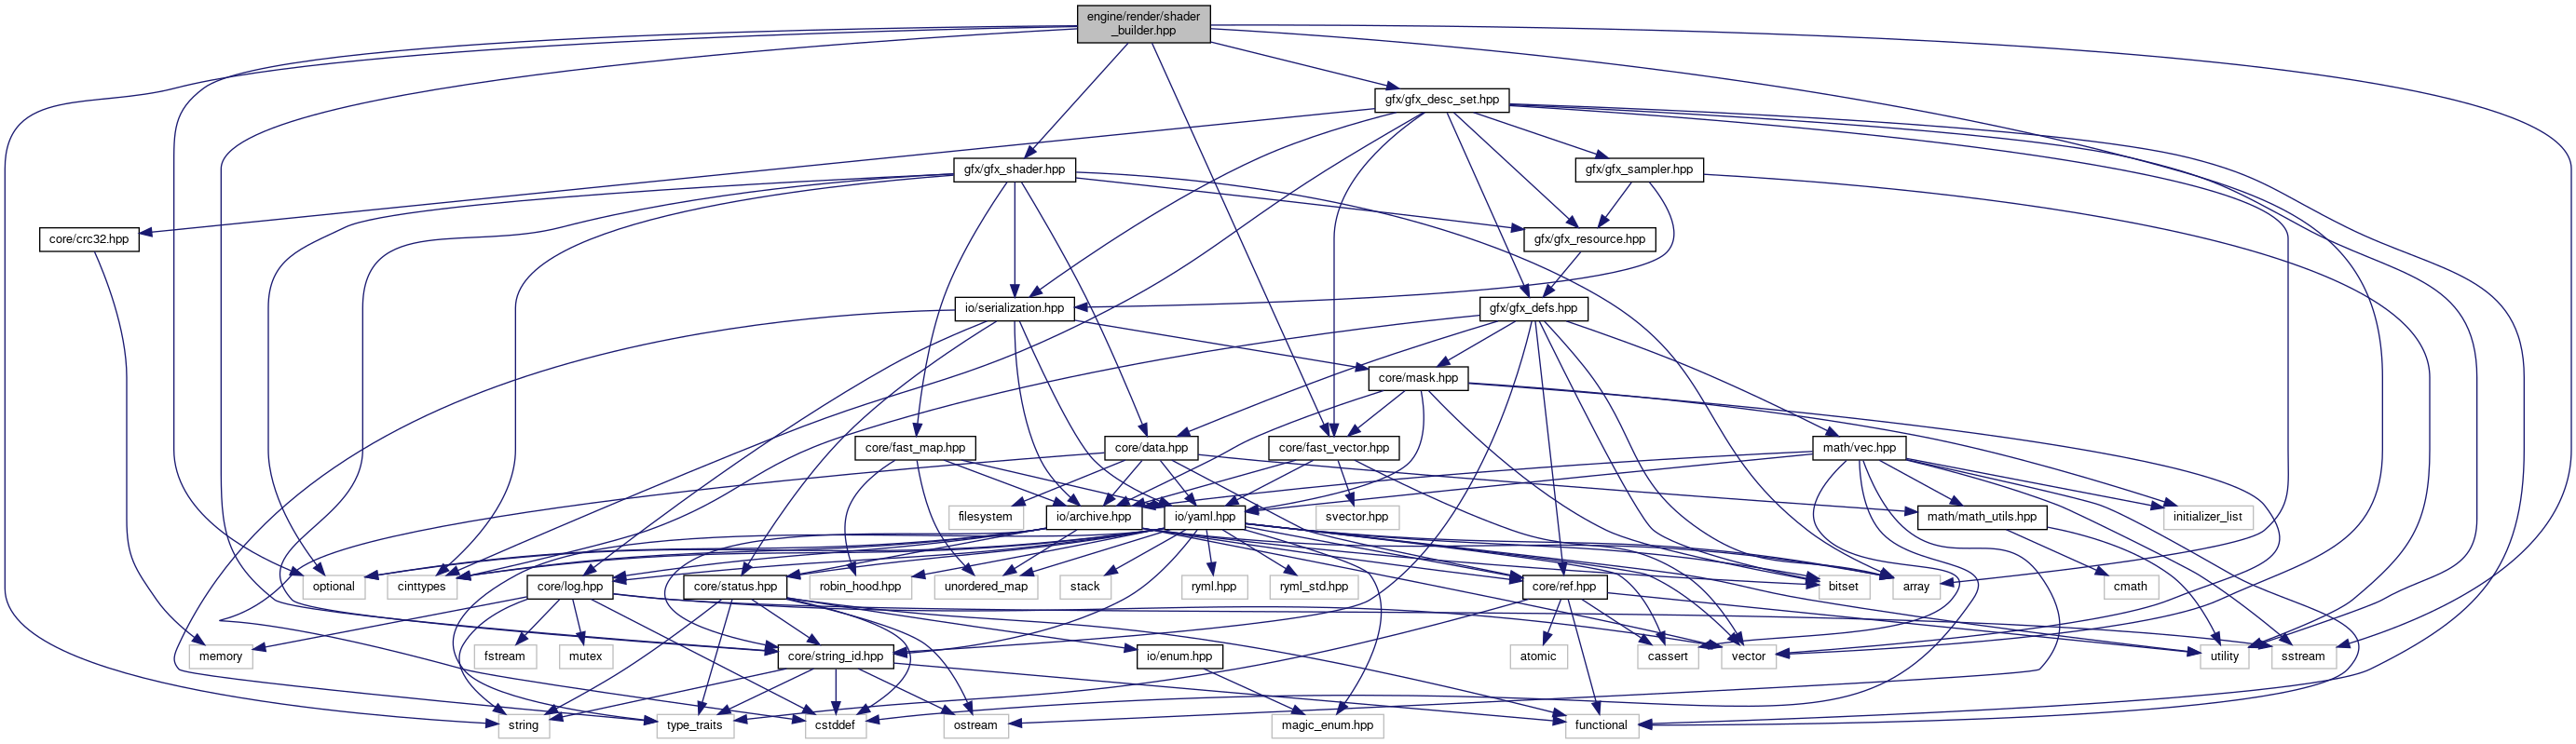 engine/render/shader
_builder.hpp
gfx/gfx_desc_set.hpp
gfx/gfx_shader.hpp
gfx/gfx_sampler.hpp
core/crc32.hpp
gfx/gfx_resource.hpp
io/serialization.hpp
gfx/gfx_defs.hpp
core/mask.hpp
core/fast_map.hpp
core/data.hpp
core/fast_vector.hpp
math/vec.hpp
filesystem
io/archive.hpp
io/yaml.hpp
svector.hpp
math/math_utils.hpp
initializer_list
optional
cinttypes
core/log.hpp
core/status.hpp
robin_hood.hpp
unordered_map
stack
ryml.hpp
ryml_std.hpp
core/ref.hpp
bitset
array
cmath
memory
fstream
mutex
core/string_id.hpp
io/enum.hpp
atomic
cassert
vector
utility
sstream
string
type_traits
cstddef
ostream
magic_enum.hpp
functional